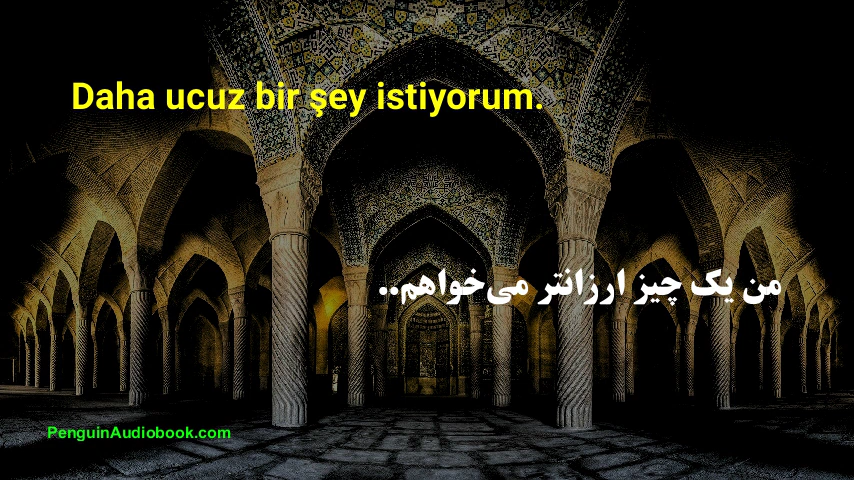 Daha ucuz bir şey istiyorum.
من یک چیز ارزانتر می‌خواهم..
PenguinAudiobook.com